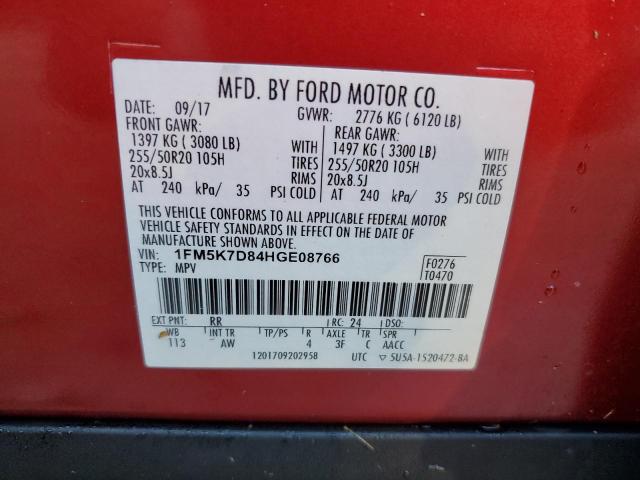 MFD. BY FORD MOTOR CO.
DATE: 09/17 GVWR: 2776 KG ( 6120 LB)
FRONT GAWR: REAR GAWR:
1397 KG ( 3080 LB) WITH 1497 KG ( 3300 LB) WITH
255/50R20 105H TIRES 255/50R20 105H TIRES
20x8.5J RIMS 20x8.5J RIMS
AT 240 kPa/ 35 PSI COLD AT 240 kPa/ 35 PSI COLD
THIS VEHICLE CONFORMS TO ALL APPLICABLE FEDERAL MOTOR
VEHICLE SAFETY STANDARDS IN EFFECT ON THE DATE OF
MANUFACTURE SHOWN ABOVE.
VIN: 1FM5K7D84HGE08766 F0276
TYPE: MPV T0470
EXT PNT: RR RC: 24 DSO:
WB INT TR TP/PS R AXLE TR SPR
113 AW 4 3F C AACC
1201709202958 UTC ▽ 5U5A-1520472-BA